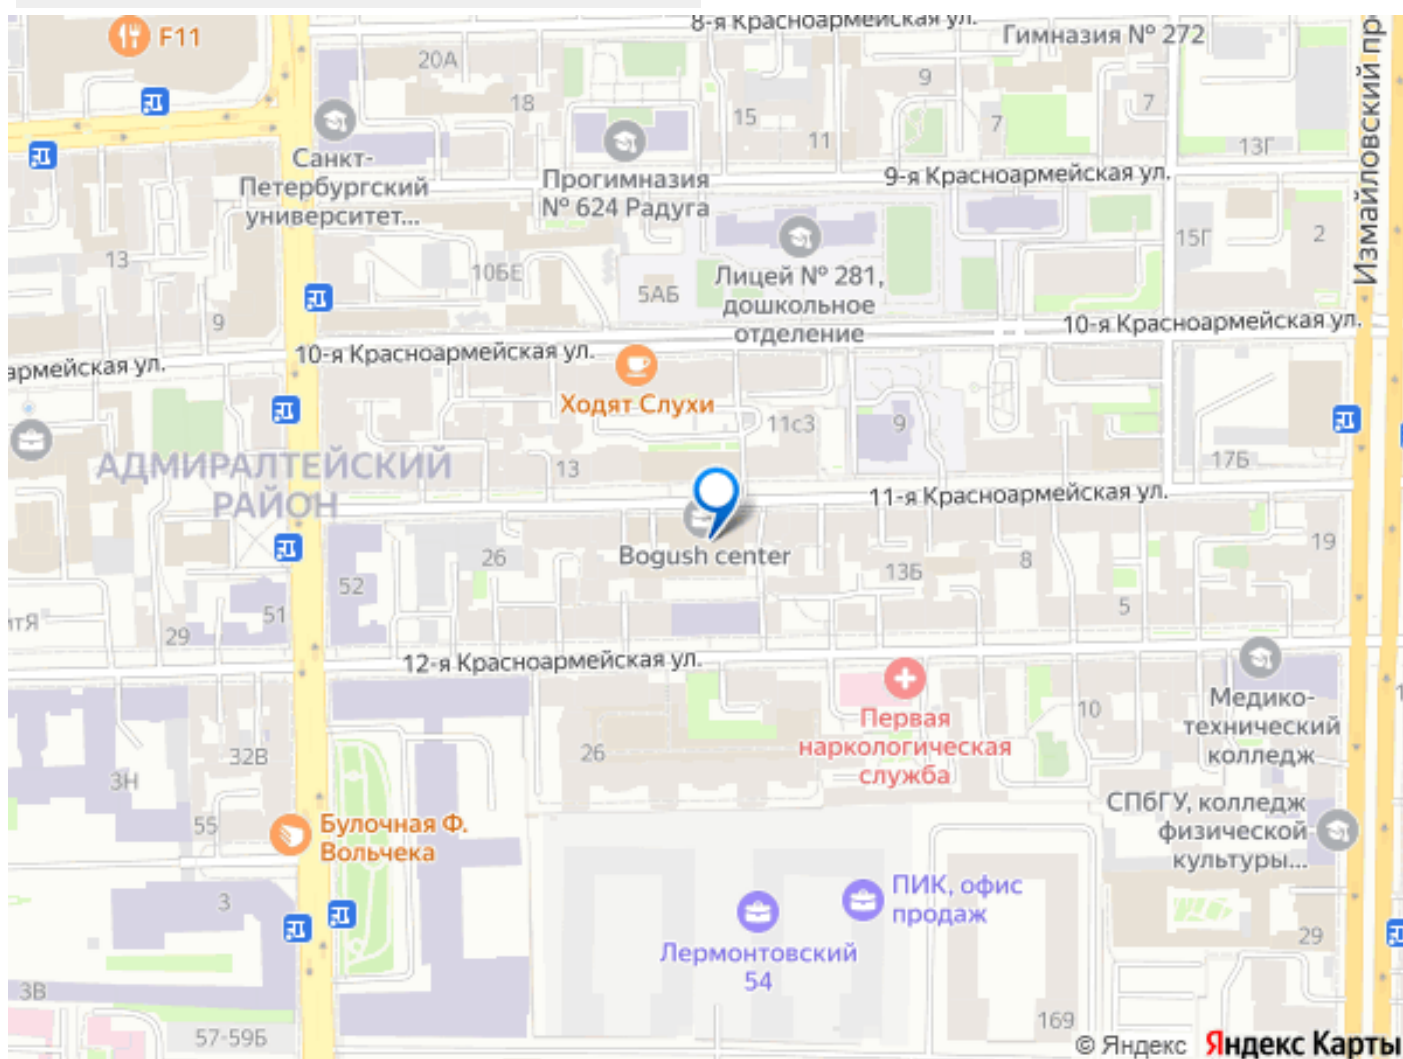 8-я Красноармейская ул.
F11
Гимназия № 272
20А
9
18
7
15
7
11
13Г
Санкт-
Петербургский
университет...
Прогимназия
№ 624 Радуга
9-я Красноармейская ул.
Измайловский пр
13
10БЕ
5АБ
Лицей № 281,
дошкольное
отделение
15Г
2
9
10-я Красноармейская ул.
10-я Красноармейская ул.
армейская ул.
Ходят Слухи
11с3
9
АДМИРАЛТЕЙСКИЙ
РАЙОН
13
17Б
11-я Красноармейская ул.
Bogush center
26
13Б
8
19
52
51
5
29
12-я Красноармейская ул.
Первая
наркологическая
служба
Медико-
технический
колледж
10
26
32В
3Н
55
Булочная Ф.
Вольчека
СПбГУ, колледж
физической
культуры...
3
ПИК, офис
продаж
Лермонтовский
54
29
3В
57-59Б
169
© Яндекс Яндекс Карты